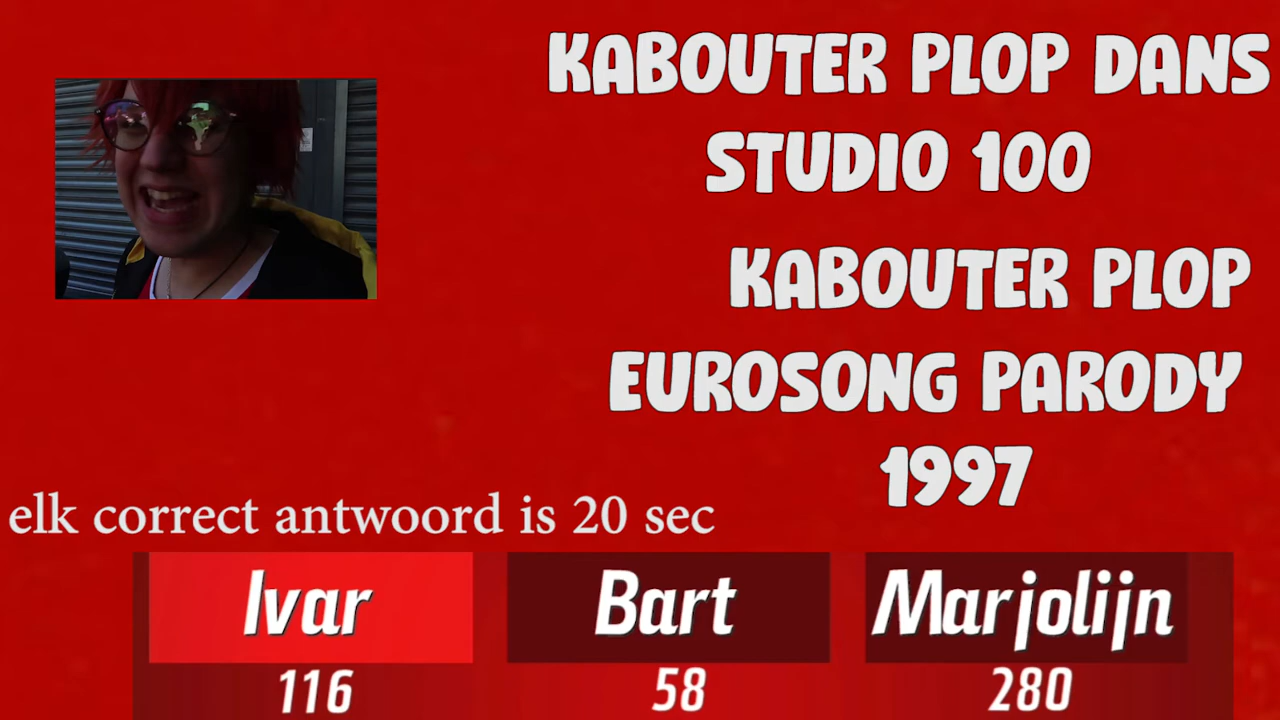 KABOUTER PLOP DANS
STUDIO 100
KABOUTER PLOP
EUROSONG PARODY
1997
elk correct antwoord is 20 sec
Ivar
Bart
Marjolijn
116
58
280